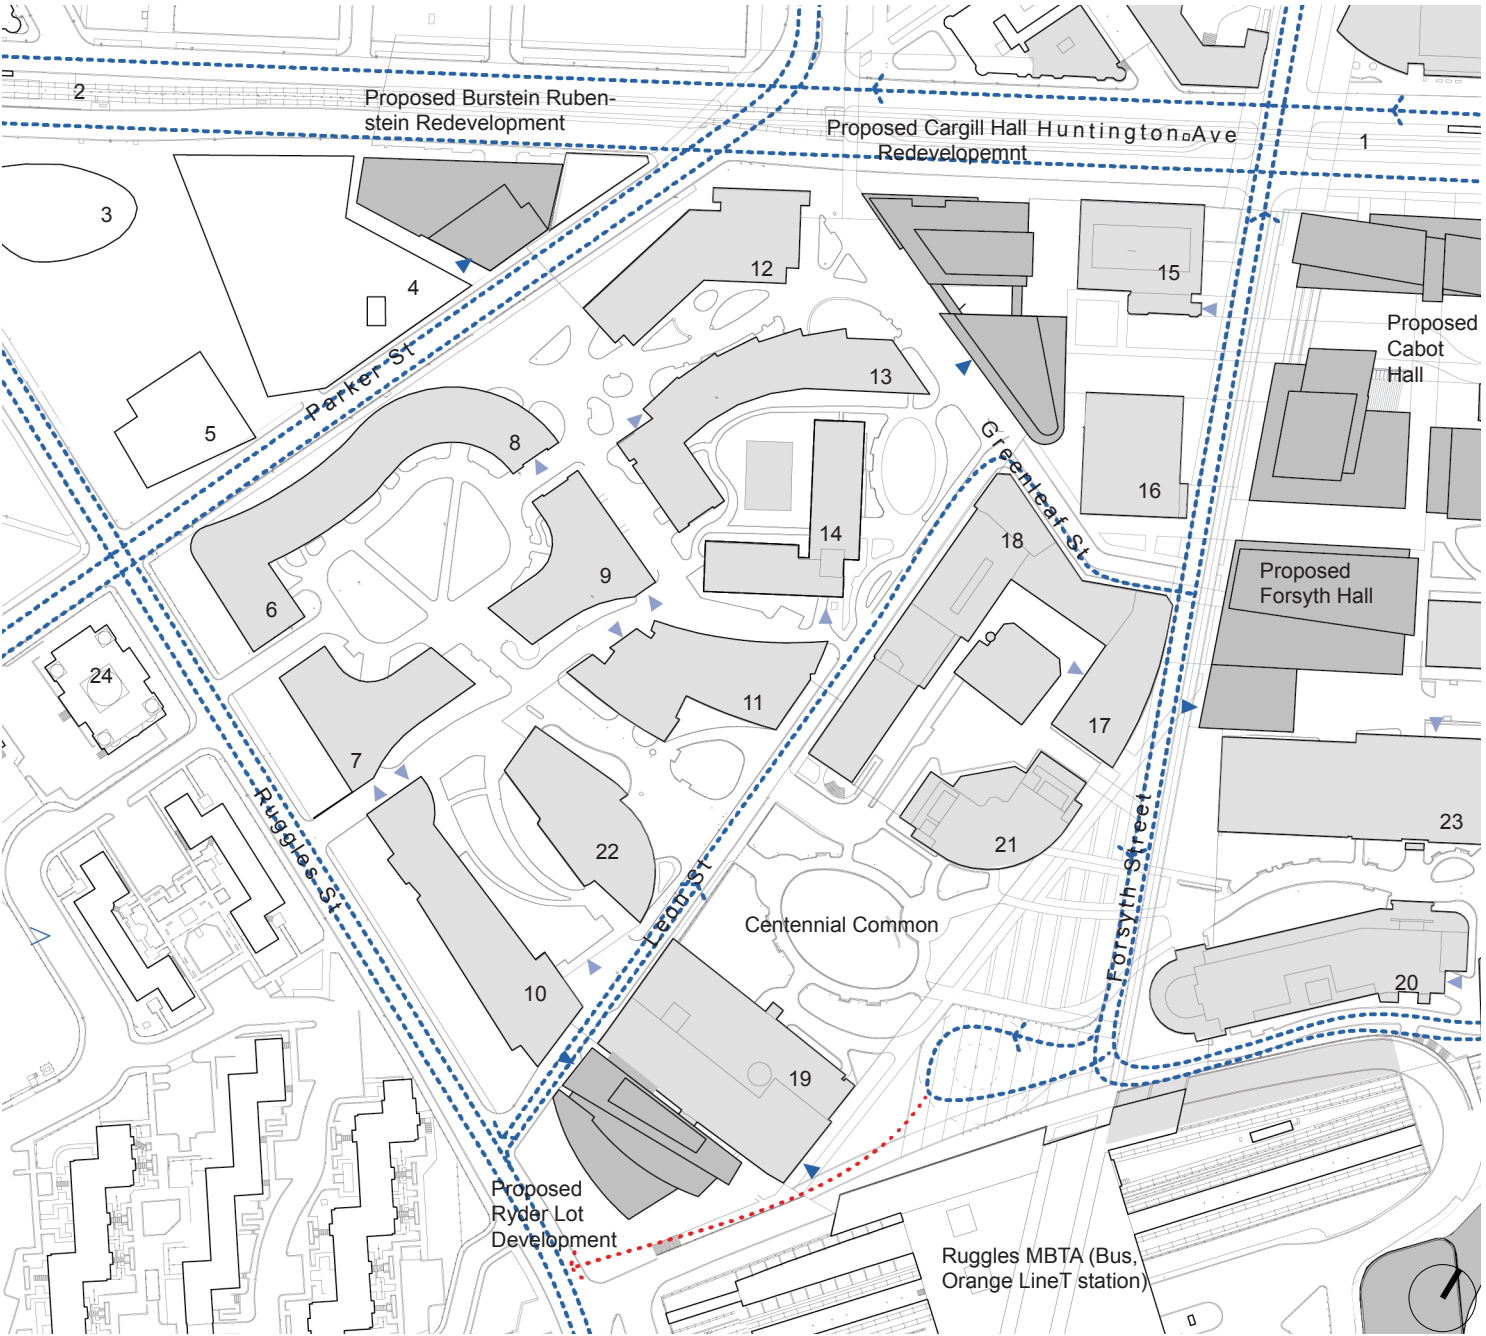 2
Proposed Burstein Ruben-
stein Redevelopment
Proposed Cargill Hall
Redevelopemnt
Huntington Ave
1
3
4
12
15
Proposed
Cabot
Hall
Parker St
13
5
8
Greenleaf St
16
14
18
9
6
Proposed
Forsyth Hall
24
11
17
7
Ruggles St
22
21
23
Forsyth Street
Leon St
Centennial Common
10
20
19
Proposed
Ryder Lot
Development
Ruggles MBTA (Bus,
Orange LineT station)